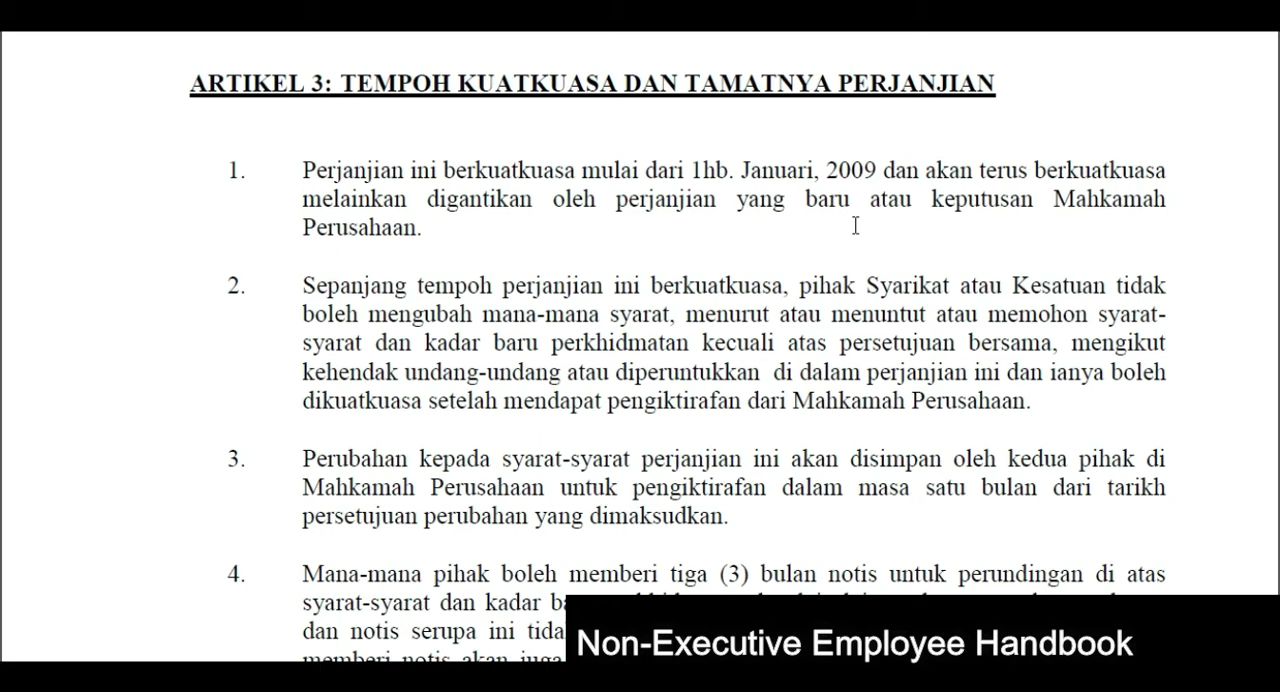 ARTIKEL 3: TEMPOH KUATKUASA DAN TAMATNYA PERJANJIAN
1. Perjanjian ini berkuatkuasa mulai dari 1hb. Januari, 2009 dan akan terus berkuatkuasa
melainkan digantikan oleh perjanjian yang baru atau keputusan Mahkamah
Perusahaan.
2. Sepanjang tempoh perjanjian ini berkuatkuasa, pihak Syarikat atau Kesatuan tidak
boleh mengubah mana-mana syarat, menurut atau menuntut atau memohon syarat-
syarat dan kadar baru perkhidmatan kecuali atas persetujuan bersama, mengikut
kehendak undang-undang atau diperuntukkan di dalam perjanjian ini dan ianya boleh
dikuatkuasa setelah mendapat pengiktirafan dari Mahkamah Perusahaan.
3. Perubahan kepada syarat-syarat perjanjian ini akan disimpan oleh kedua pihak di
Mahkamah Perusahaan untuk pengiktirafan dalam masa satu bulan dari tarikh
persetujuan perubahan yang dimaksudkan.
4. Mana-mana pihak boleh memberi tiga (3) bulan notis untuk perundingan di atas
syarat-syarat dan kadar
dan notis serupa ini
memberi notis akan juga
Non-Executive Employee Handbook